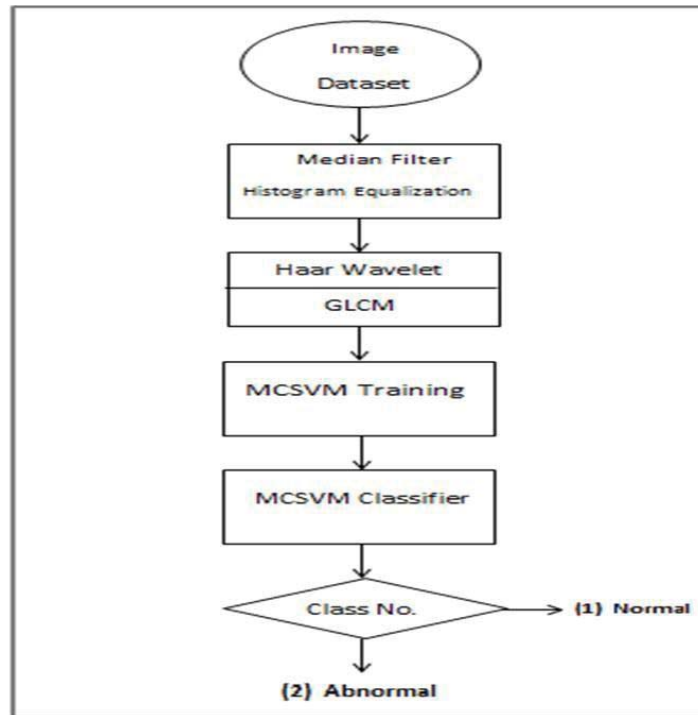 Image
Dataset
Median Filter
Histogram Equalization
Haar Wavelet
GLCM
MCSVM Training
MCSVM Classifier
Class No.
(1) Normal
(2) Abnormal